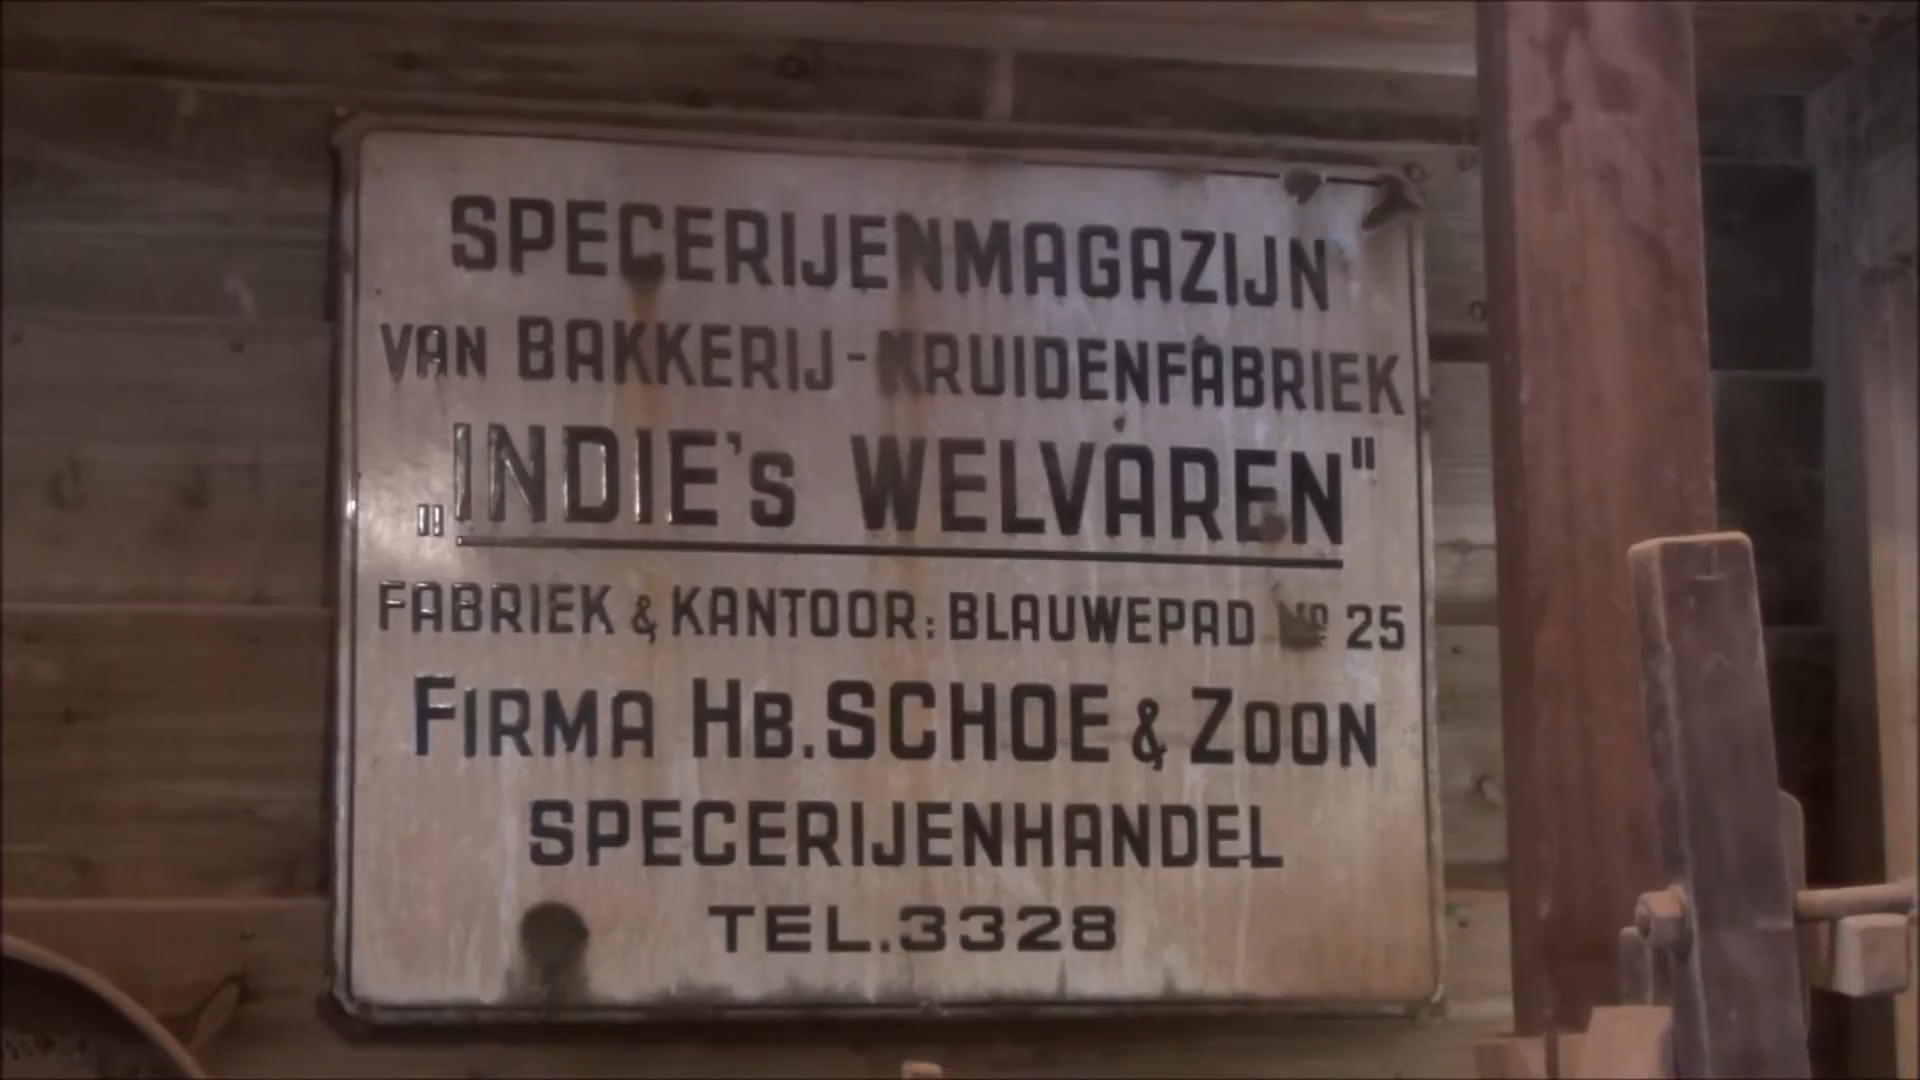 SPECERIJENMAGAZIJN
VAN BAKKERIJ-KRUIDENFABRIEK
„INDIE's WELVAREN"
FABRIEK & KANTOOR: BLAUWEPAD Nº 25
FIRMA HB. SCHOE & ZOON
SPECERIJENHANDEL
TEL. 3328